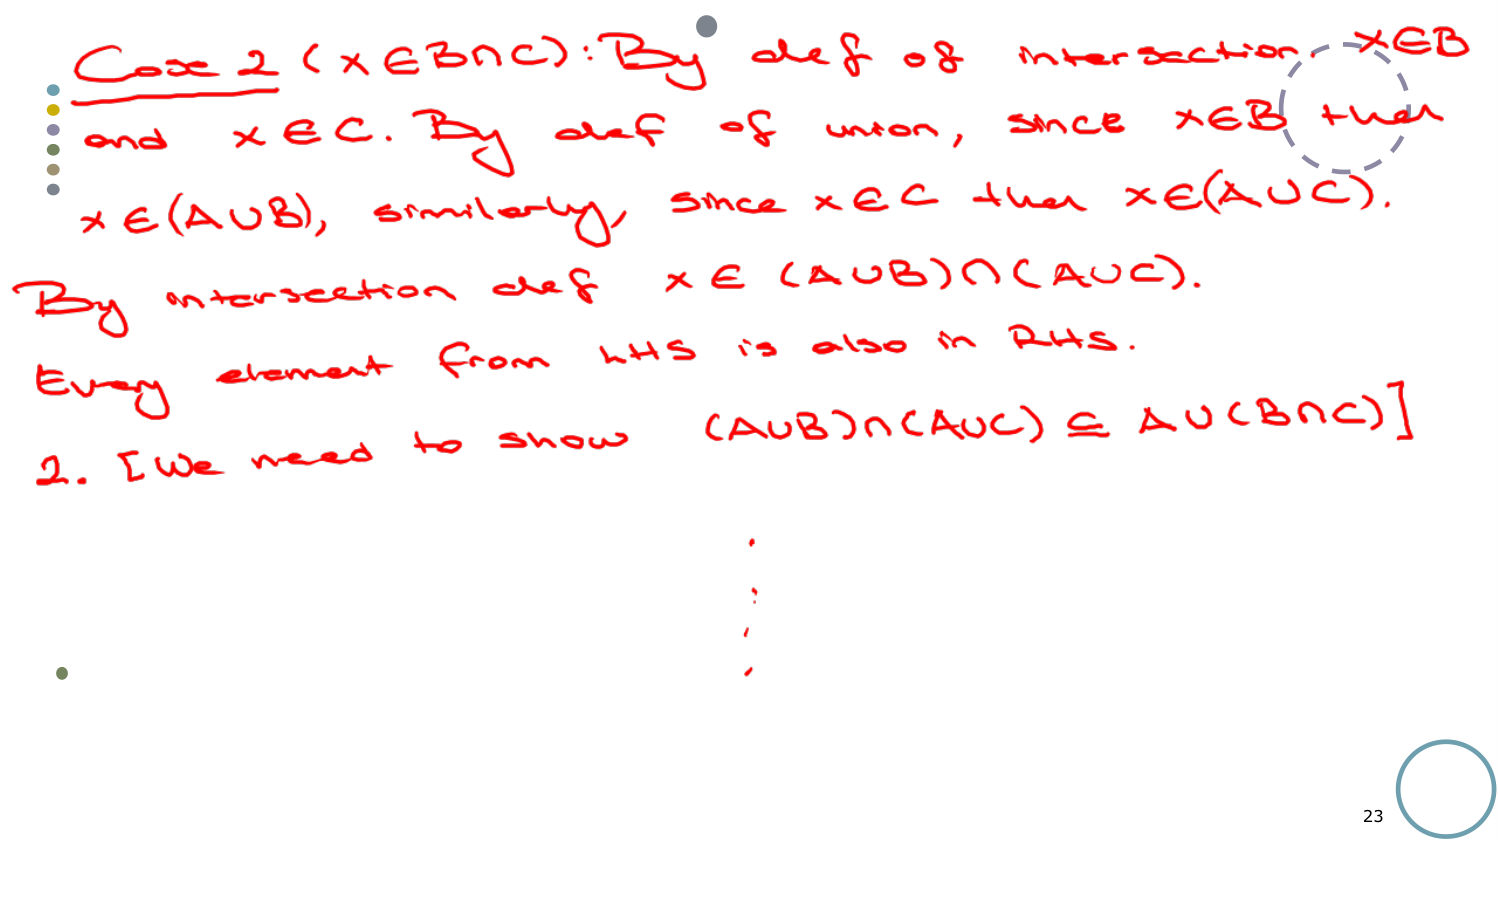 Case 2 (x∈B∩C): By def of intersection, x∈B
and x∈C. By def of union, since x∈B then
x∈(A∪B), similarly, since x∈C then x∈(A∪C).
By intersection def x∈ (A∪B)∩(A∪C).
Every element from LHS is also in RHS.
2. [We need to show (A∪B)∩(A∪C) ⊆ A∪(B∩C)]
23